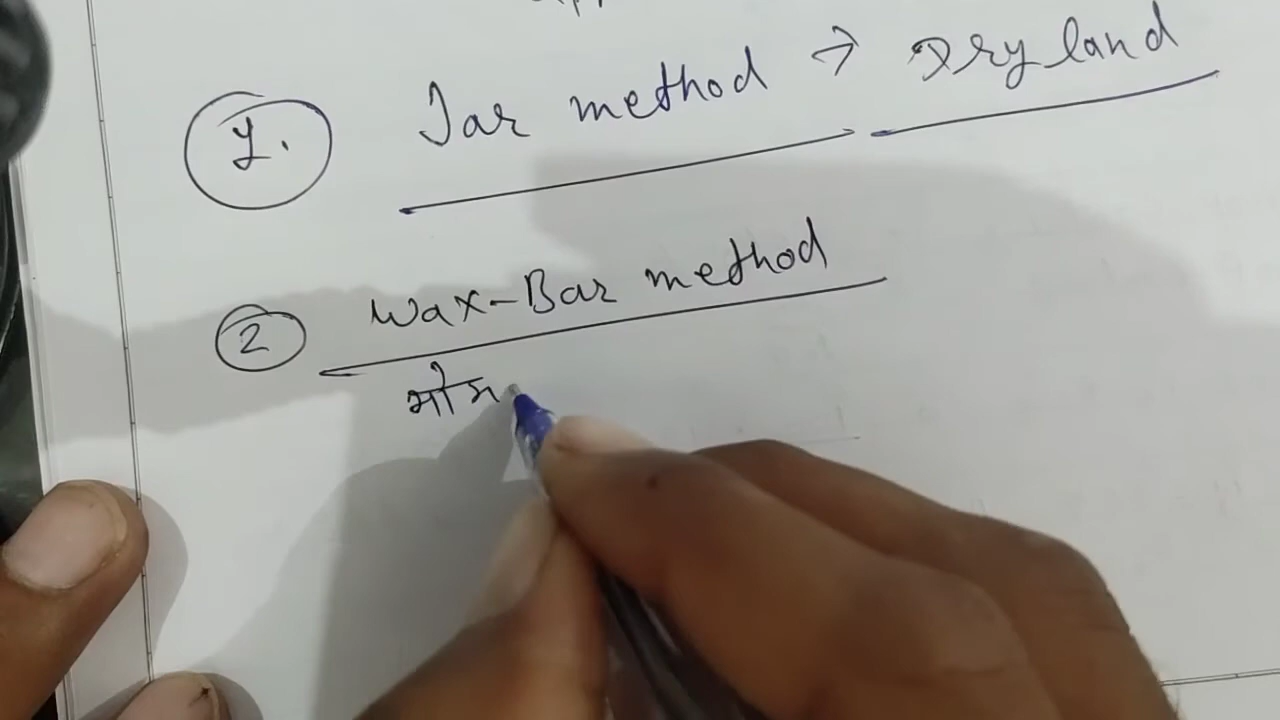 1. Jar method → Dry land
2 Wax-Bar method
मोम